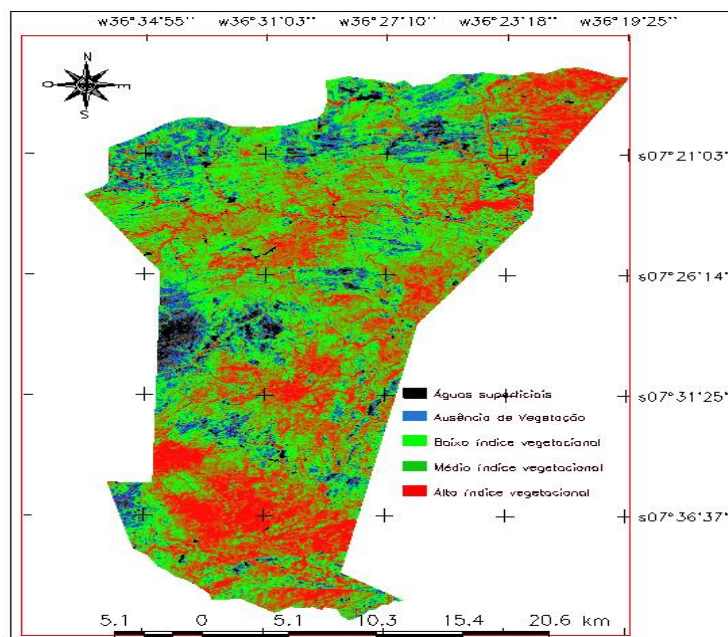 w36°34'55'' w36°31'03'' w36°27'10'' w36°23'18'' w36°19'25''
N
O E
S
s07°21'03
s07°26'14
s07°31'25
s07°36'37
Águas superficiais
Ausência de Vegetação
Baixo índice vegetacional
Médio índice vegetacional
Alto índice vegetacional
5.1 0 5.1 10.3 15.4 20.6 km